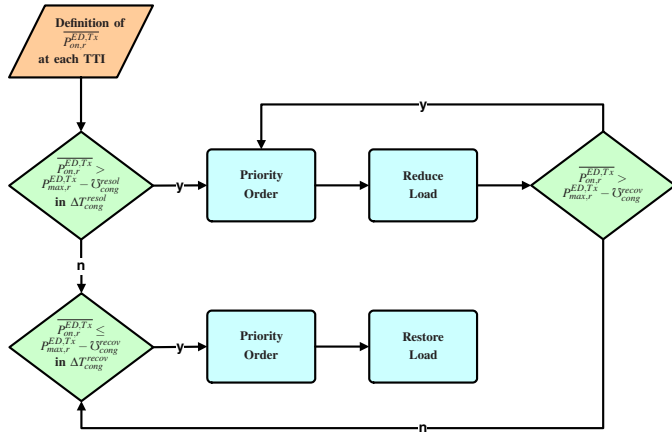 Definition of
$\overline{P_{on,r}^{ED,Tx}}$
at each TTI
y
$\overline{P_{on,r}^{ED,Tx}} >$
$P_{max,r}^{ED,Tx} - \mho_{cong}^{resol}$
in $\Delta T_{cong}^{resol}$
y
Priority
Order
Reduce
Load
$\overline{P_{on,r}^{ED,Tx}} >$
$P_{max,r}^{ED,Tx} - \mho_{cong}^{recov}$
n
$\overline{P_{on,r}^{ED,Tx}} \leq$
$P_{max,r}^{ED,Tx} - \mho_{cong}^{recov}$
in $\Delta T_{cong}^{recov}$
y
Priority
Order
Restore
Load
n